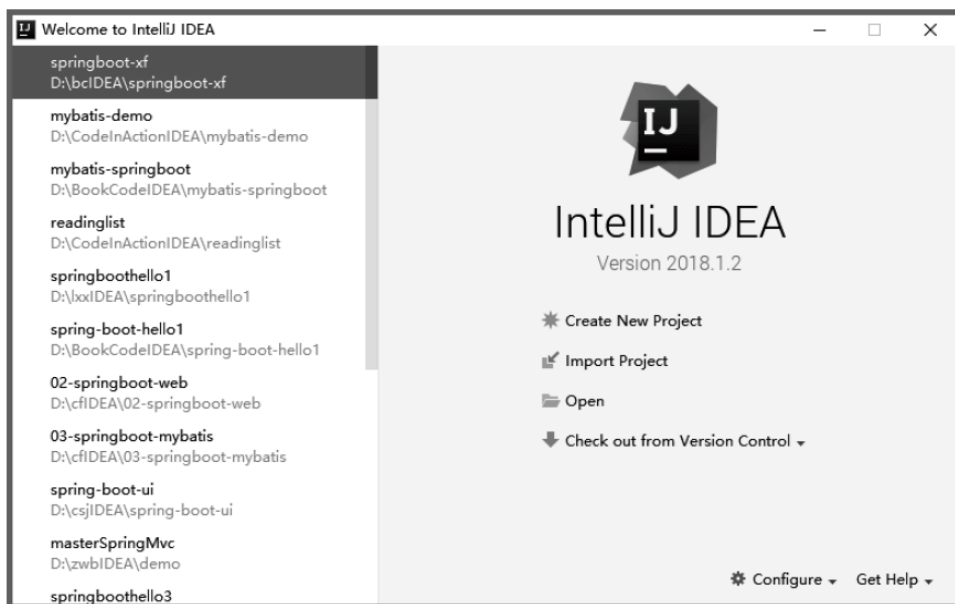 Welcome to IntelliJ IDEA
springboot-xf
D:\bcIDEA\springboot-xf
mybatis-demo
D:\CodeInActionIDEA\mybatis-demo
mybatis-springboot
D:\BookCodeIDEA\mybatis-springboot
readinglist
D:\CodeInActionIDEA\readinglist
springboothello1
D:\lxxIDEA\springboothello1
spring-boot-hello1
D:\BookCodeIDEA\spring-boot-hello1
02-springboot-web
D:\cfIDEA\02-springboot-web
03-springboot-mybatis
D:\cfIDEA\03-springboot-mybatis
spring-boot-ui
D:\csjIDEA\spring-boot-ui
masterSpringMvc
D:\zwbIDEA\demo
springboothello3
IJ
IntelliJ IDEA
Version 2018.1.2
Create New Project
Import Project
Open
Check out from Version Control
Configure Get Help